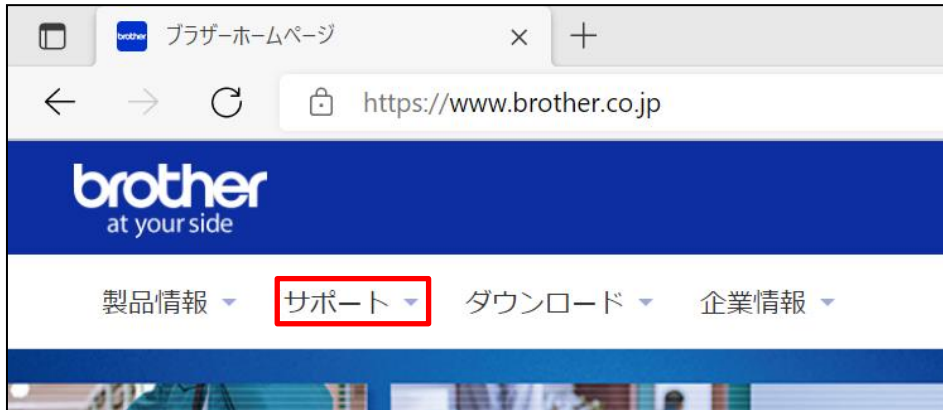 brother ブラザーホームページ
https://www.brother.co.jp
brother
at your side
製品情報 サポート ダウンロード 企業情報